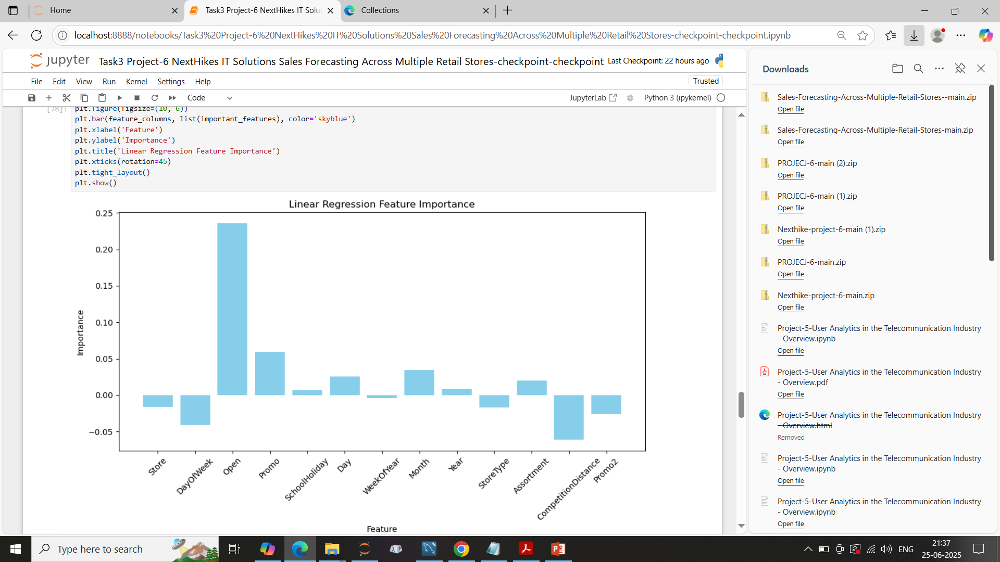 Home
Task3 Project-6 NextHikes IT Solu
Collections
localhost:8888/notebooks/Task3%20Project-6%20NextHikes%20IT%20Solutions%20Sales%20Forecasting%20Across%20Multiple%20Retail%20Stores-checkpoint-checkpoint.ipynb
jupyter Task3 Project-6 NextHikes IT Solutions Sales Forecasting Across Multiple Retail Stores-checkpoint-checkpoint Last Checkpoint: 22 hours ago
File Edit View Run Kernel Settings Help
Trusted
Code
JupyterLab
Python 3 (ipykernel)
[78]: plt.figure(figsize=(10, 6))
plt.bar(feature_columns, list(important_features), color='skyblue')
plt.xlabel('Feature')
plt.ylabel('Importance')
plt.title('Linear Regression Feature Importance')
plt.xticks(rotation=45)
plt.tight_layout()
plt.show()
Linear Regression Feature Importance
0.25
0.20
0.15
0.10
0.05
0.00
−0.05
Importance
Store
DayOfWeek
Open
Promo
SchoolHoliday
Day
WeekOfYear
Month
Year
StoreType
Assortment
CompetitionDistance
Promo2
Feature
Downloads
Sales-Forecasting-Across-Multiple-Retail-Stores--main.zip
Open file
Sales-Forecasting-Across-Multiple-Retail-Stores-main.zip
Open file
PROJECJ-6-main (2).zip
Open file
PROJECJ-6-main (1).zip
Open file
Nexthike-project-6-main (1).zip
Open file
PROJECJ-6-main.zip
Open file
Nexthike-project-6-main.zip
Open file
Project-5-User Analytics in the Telecommunication Industry
- Overview.ipynb
Open file
Project-5-User Analytics in the Telecommunication Industry
- Overview.pdf
Open file
Project-5-User Analytics in the Telecommunication Industry
- Overview.html
Removed
Project-5-User Analytics in the Telecommunication Industry
- Overview.ipynb
Open file
Project-5-User Analytics in the Telecommunication Industry
- Overview.ipynb
Open file
Type here to search
ENG
21:37
25-06-2025